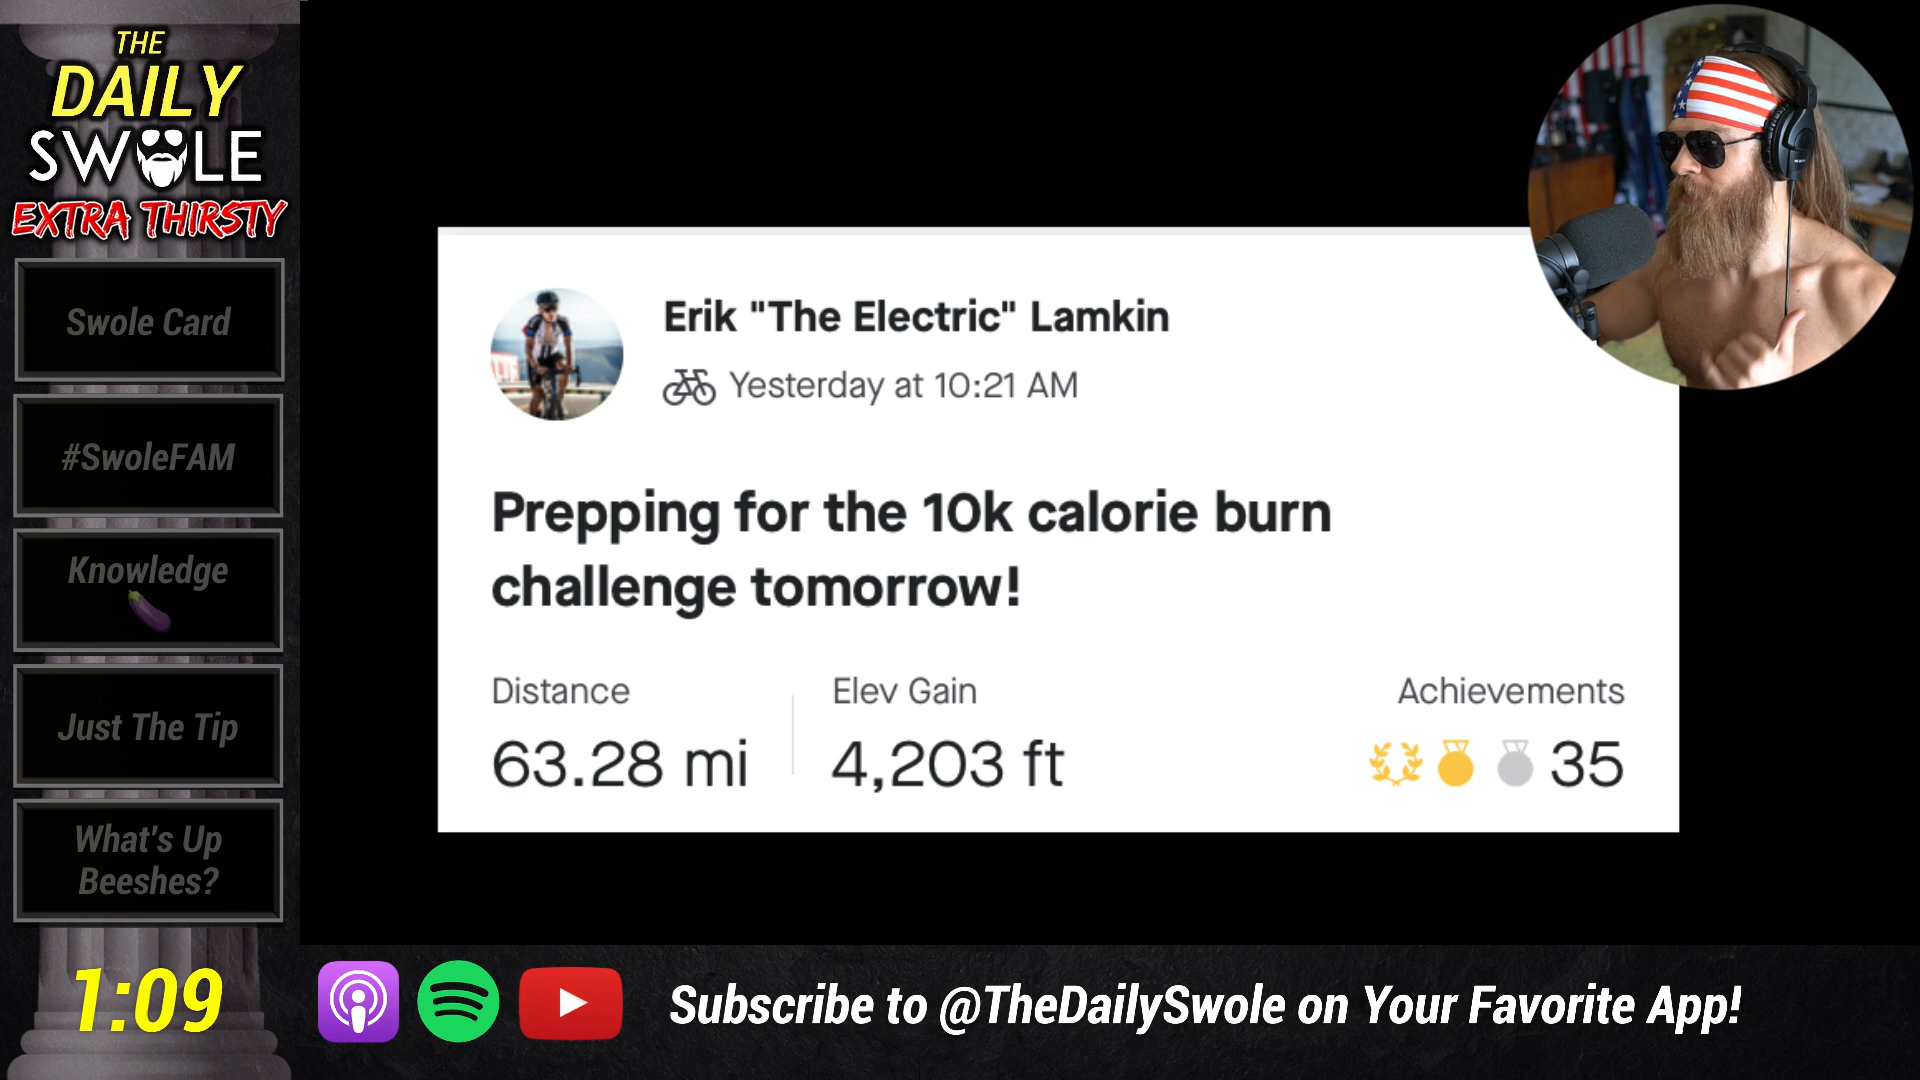 THE
DAILY
SWOLE
EXTRA THIRSTY
Swole Card
#SwoleFAM
Knowledge
Just The Tip
What's Up
Beeshes?
1:09
Erik "The Electric" Lamkin
Yesterday at 10:21 AM
Prepping for the 10k calorie burn
challenge tomorrow!
Distance
Elev Gain
Achievements
63.28 mi
4,203 ft
35
Subscribe to @TheDailySwole on Your Favorite App!